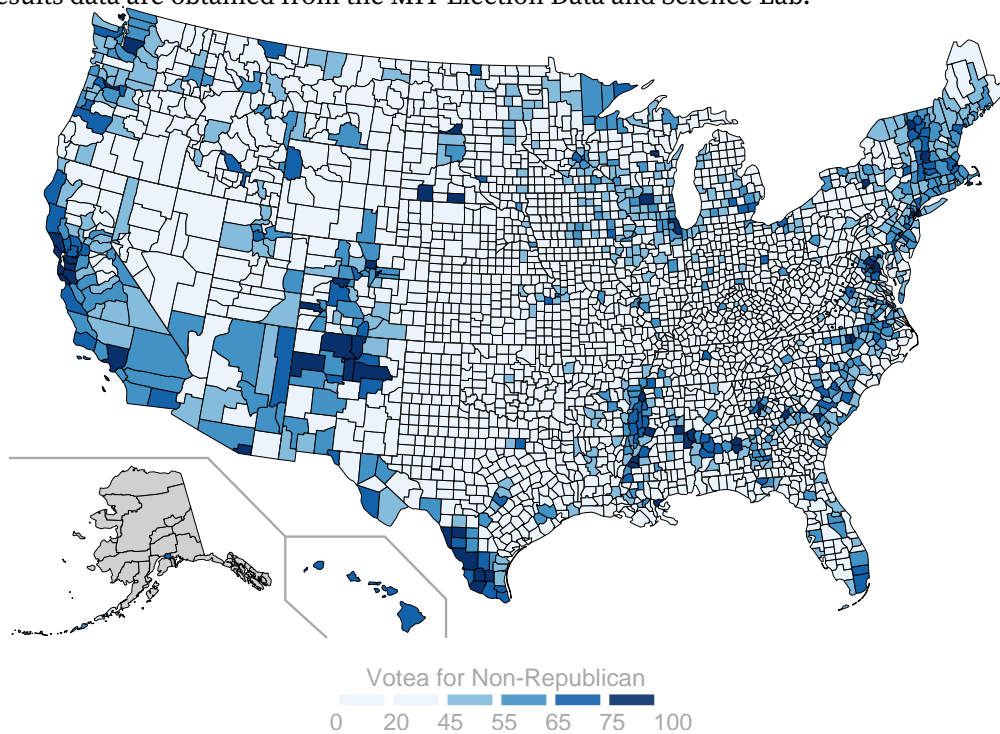 results data are obtained from the MIT Election Data and Science Lab.
Votea for Non-Republican
0 20 45 55 65 75 100